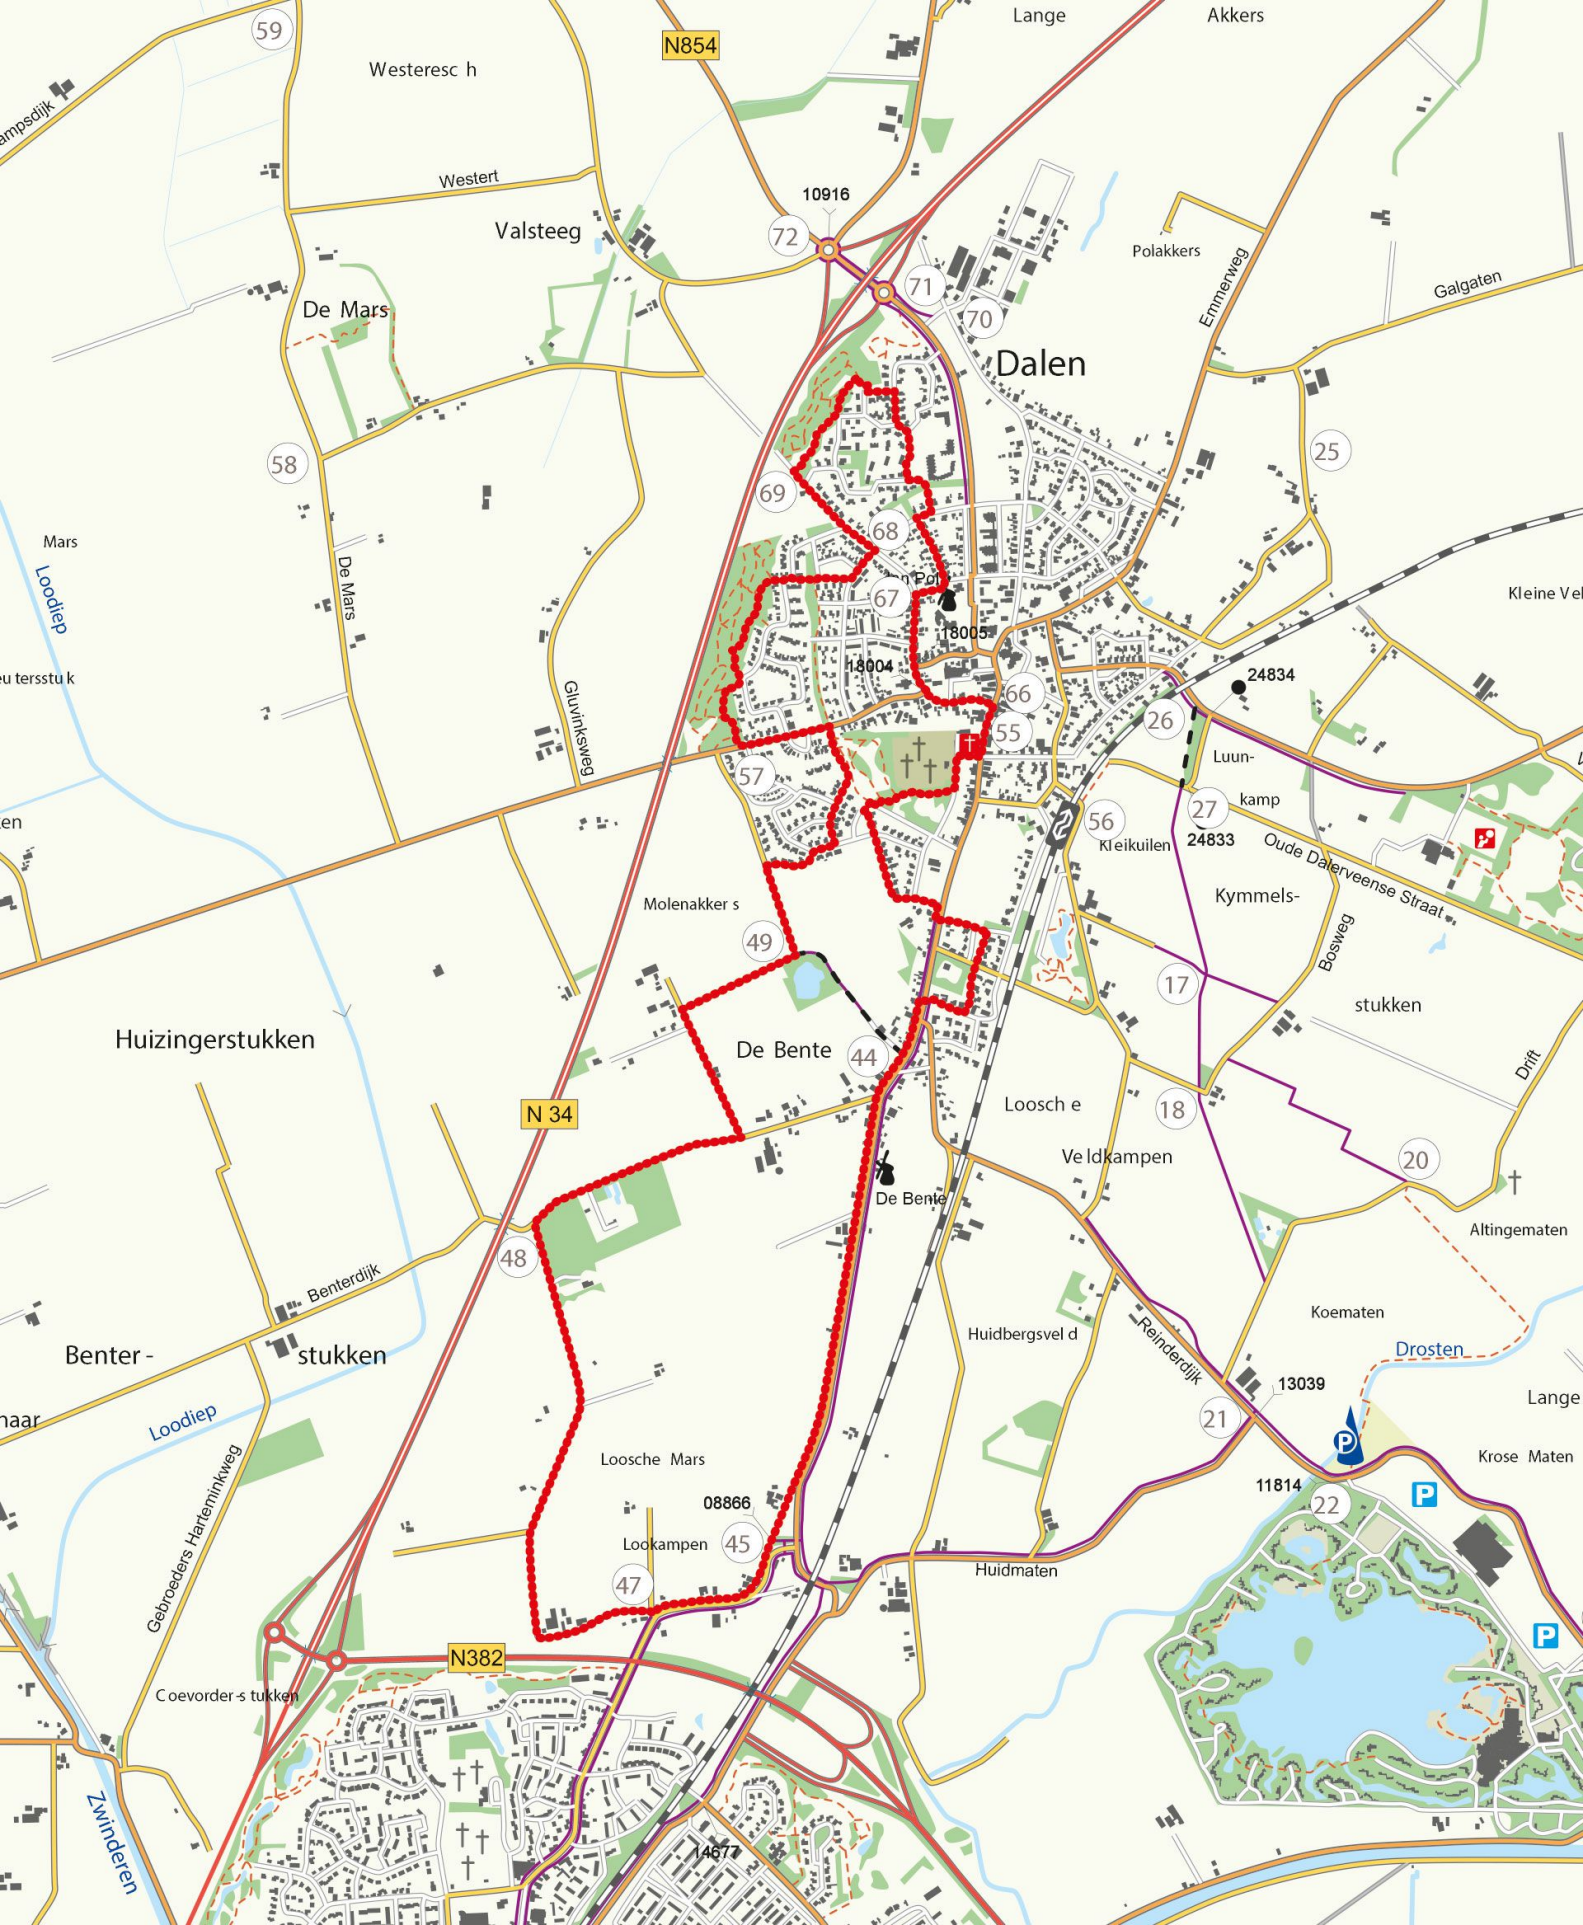 Lange
Akkers
59
N854
Westeresc h
ampsdijk
Westert
10916
Valsteeg
72
Polakkers
Emmerweg
71
Galgaten
De Mars
70
Dalen
58
25
69
Mars
68
Loodiep
De Mars
Kleine Vel
67
18005
18004
eu tersstu k
24834
66
Gluvinksweg
26
55
Luun-
57
27
kamp
56
24833
Kleikuilen
Oude Dalerveense Straat
Kymmels-
Molenakker s
49
Bosweg
17
stukken
Huizingerstukken
De Bente
44
Drift
N 34
Loosch e
18
Ve ldkampen
20
De Bente
Altingematen
48
Benterdijk
Koematen
Huidbergsvel d
Reinderdijk
Drosten
Benter-
stukken
13039
Lange
Loodiep
naar
21
P
Gebroeders Harteminkweg
Loosche Mars
Krose Maten
11814
P
08866
22
Lookampen
45
Huidmaten
47
P
N382
C oevorder-s tukken
Zwinderen
14677